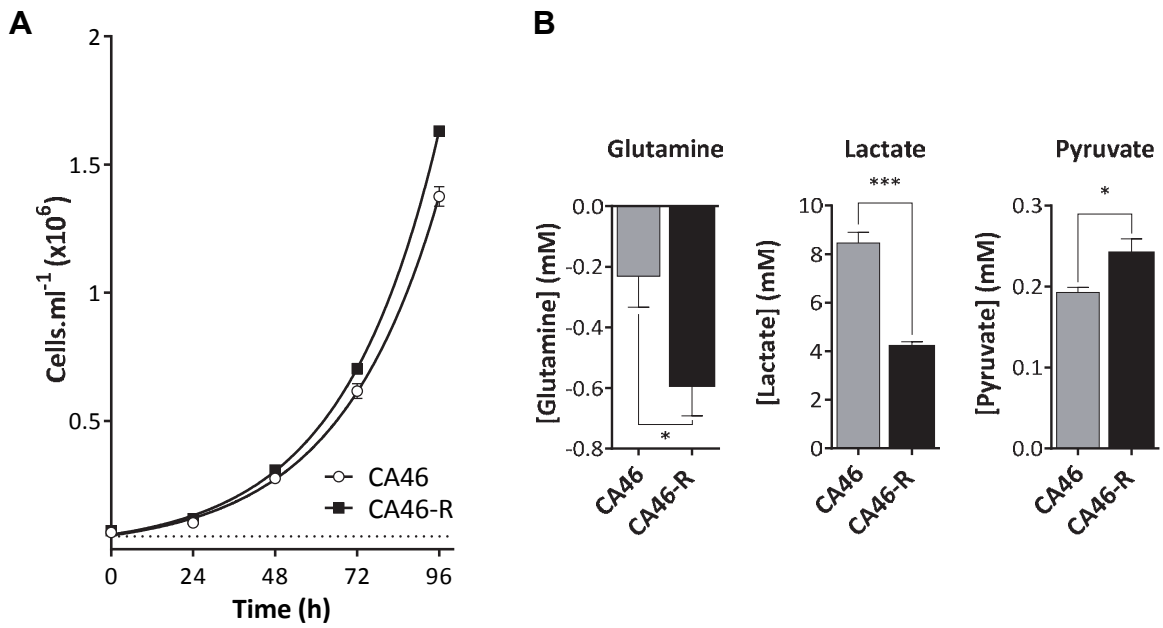 A
Cells.ml⁻¹ (x10⁶)
2
1.5
1
0.5
0
24
48
72
96
Time (h)
CA46
CA46-R
B
Glutamine
[Glutamine] (mM)
0.0
-0.2
-0.4
-0.6
-0.8
*
CA46
CA46-R
Lactate
[Lactate] (mM)
10
8
6
4
2
0
***
CA46
CA46-R
Pyruvate
[Pyruvate] (mM)
0.3
0.2
0.1
0.0
*
CA46
CA46-R